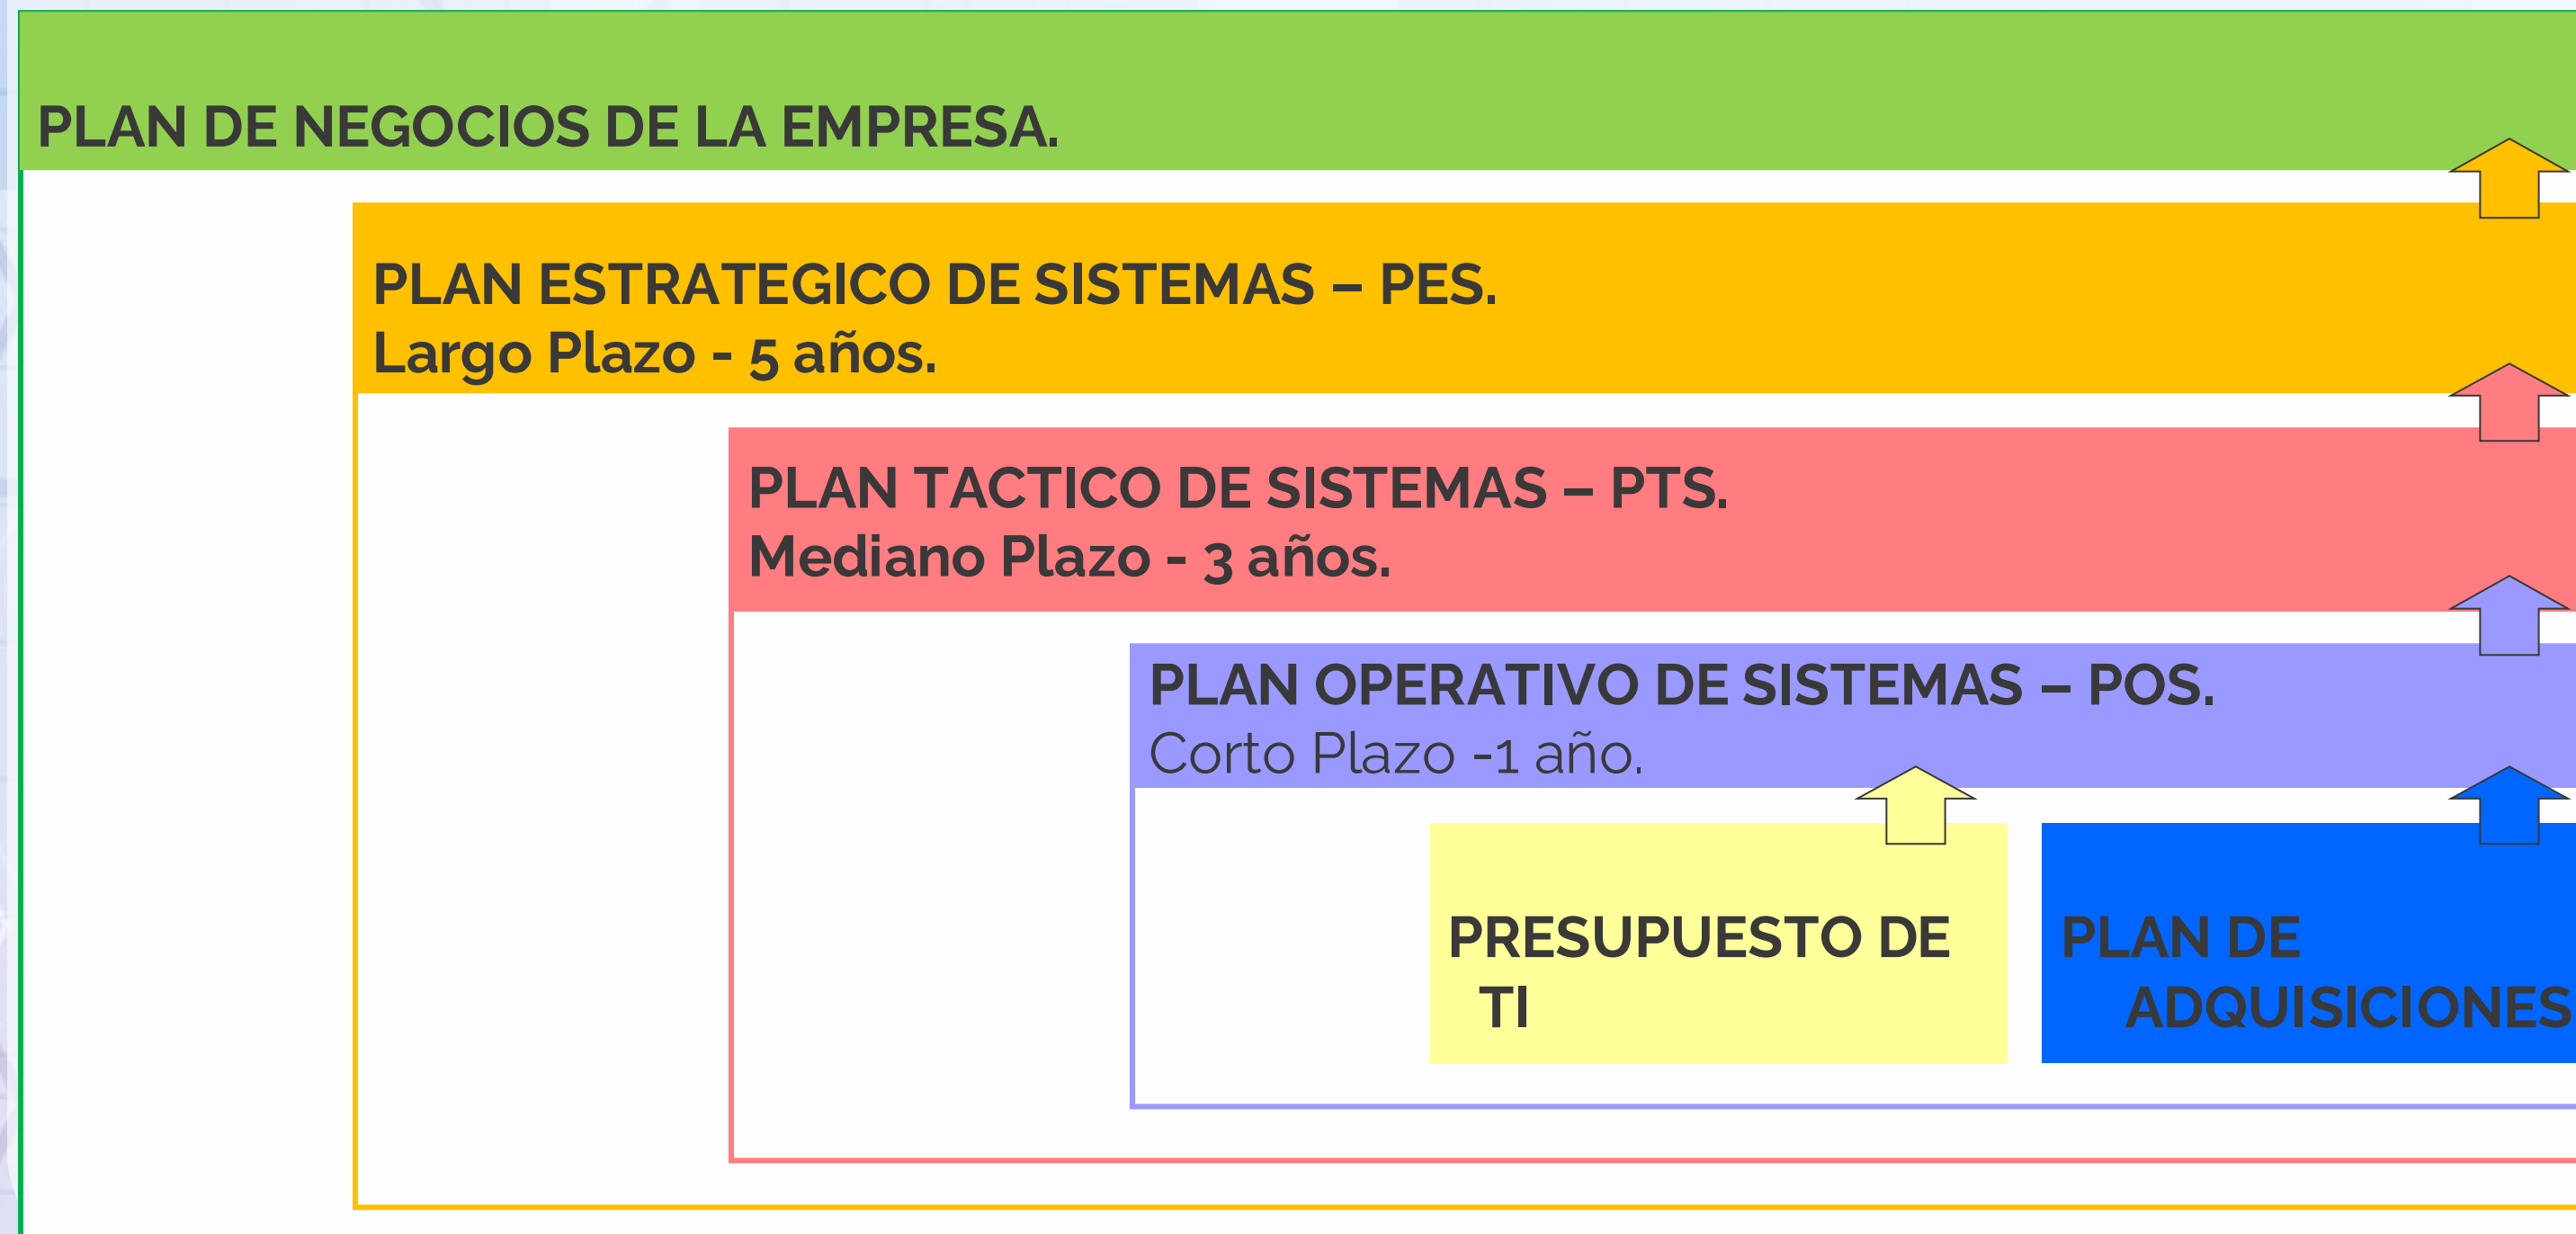 PLAN DE NEGOCIOS DE LA EMPRESA.
PLAN ESTRATEGICO DE SISTEMAS – PES.
Largo Plazo - 5 años.
PLAN TACTICO DE SISTEMAS – PTS.
Mediano Plazo - 3 años.
PLAN OPERATIVO DE SISTEMAS – POS.
Corto Plazo -1 año.
PRESUPUESTO DE
TI
PLAN DE
ADQUISICIONES